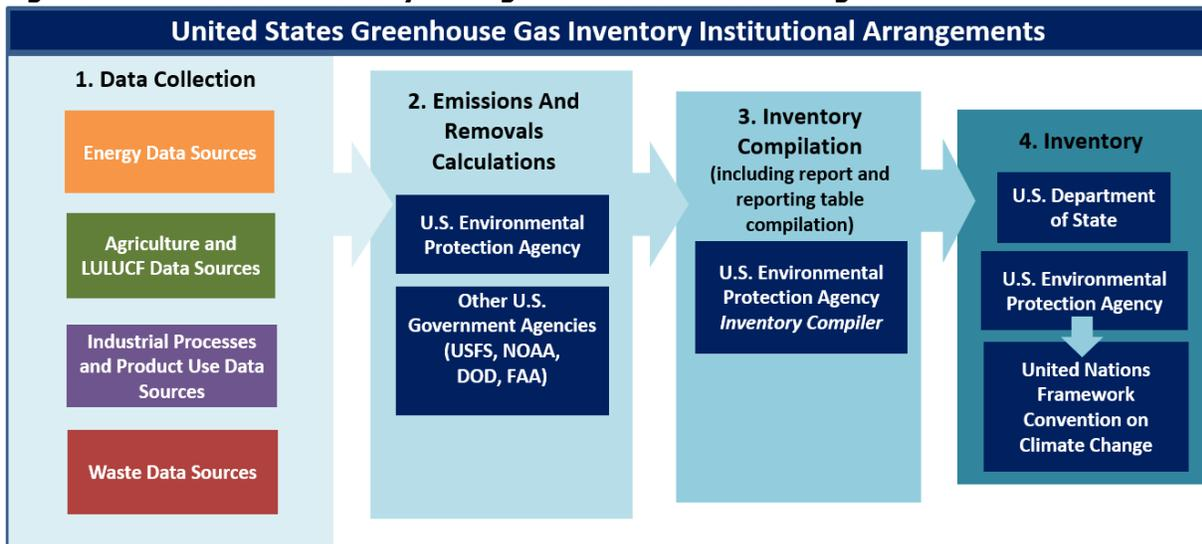 United States Greenhouse Gas Inventory Institutional Arrangements
1. Data Collection
Energy Data Sources
Agriculture and
LULUCF Data Sources
Industrial Processes
and Product Use Data
Sources
Waste Data Sources
2. Emissions And
Removals
Calculations
U.S. Environmental
Protection Agency
Other U.S.
Government Agencies
(USFS, NOAA,
DOD, FAA)
3. Inventory
Compilation
(including report and
reporting table
compilation)
U.S. Environmental
Protection Agency
Inventory Compiler
4. Inventory
U.S. Department
of State
U.S. Environmental
Protection Agency
United Nations
Framework
Convention on
Climate Change